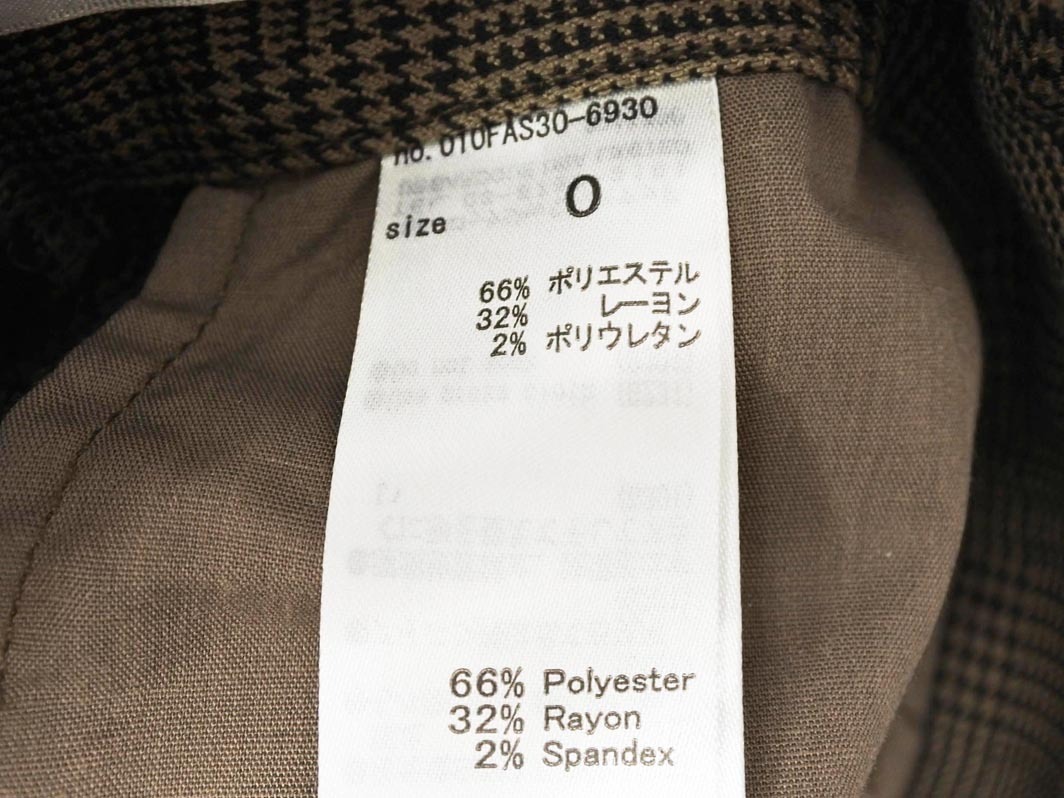 no. 010FAS30-6930
size 0
66% ポリエステル
32% レーヨン
2% ポリウレタン
66% Polyester
32% Rayon
2% Spandex